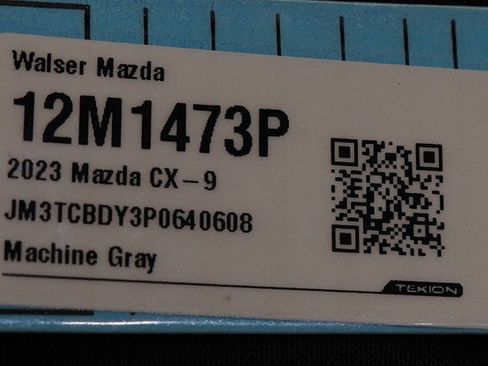 Walser Mazda
12M1473P
2023 Mazda CX-9
JM3TCBDY3P0640608
Machine Gray
TEKION